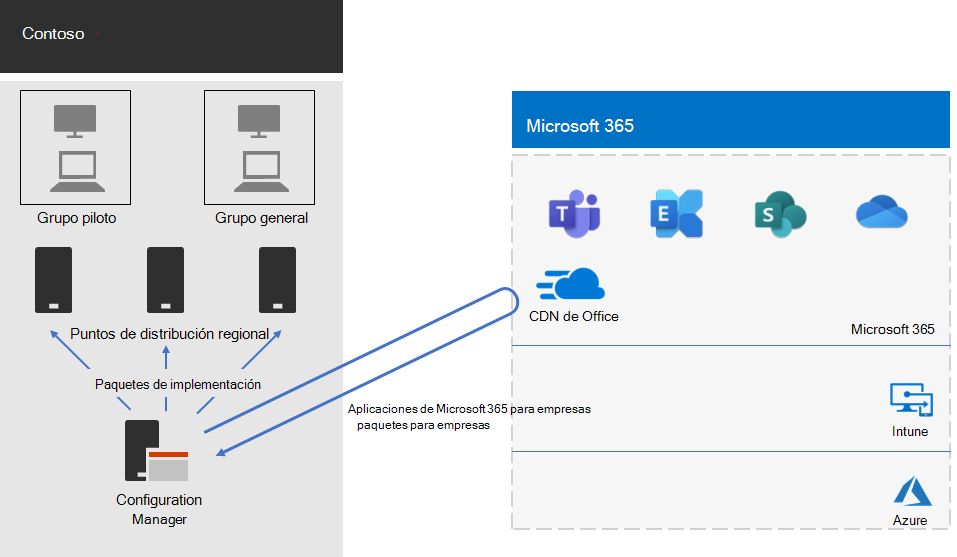 Contoso
Grupo piloto
Grupo general
Puntos de distribución regional
Paquetes de implementación
Configuration
Manager
Aplicaciones de Microsoft 365 para empresas
paquetes para empresas
Microsoft 365
T
E
S
CDN de Office
Microsoft 365
Intune
Azure